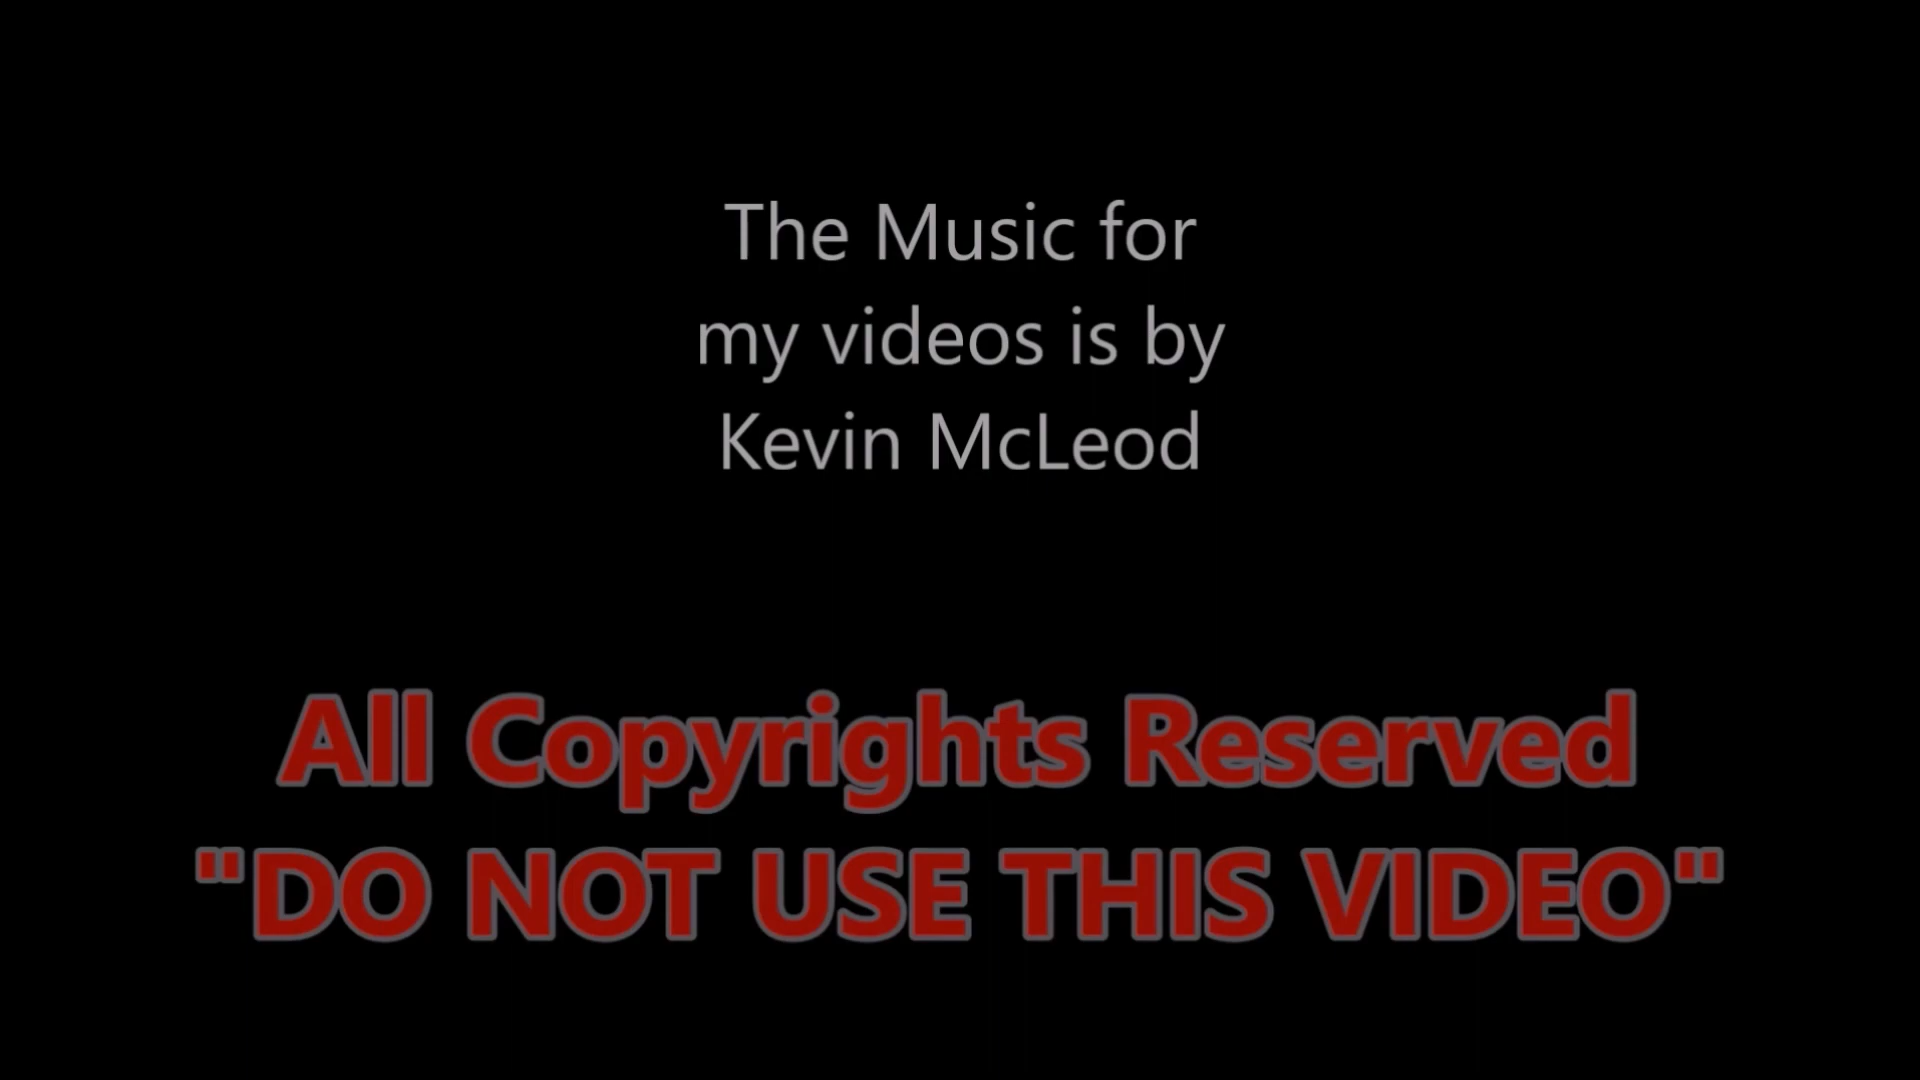 The Music for
my videos is by
Kevin McLeod
All Copyrights Reserved
"DO NOT USE THIS VIDEO"